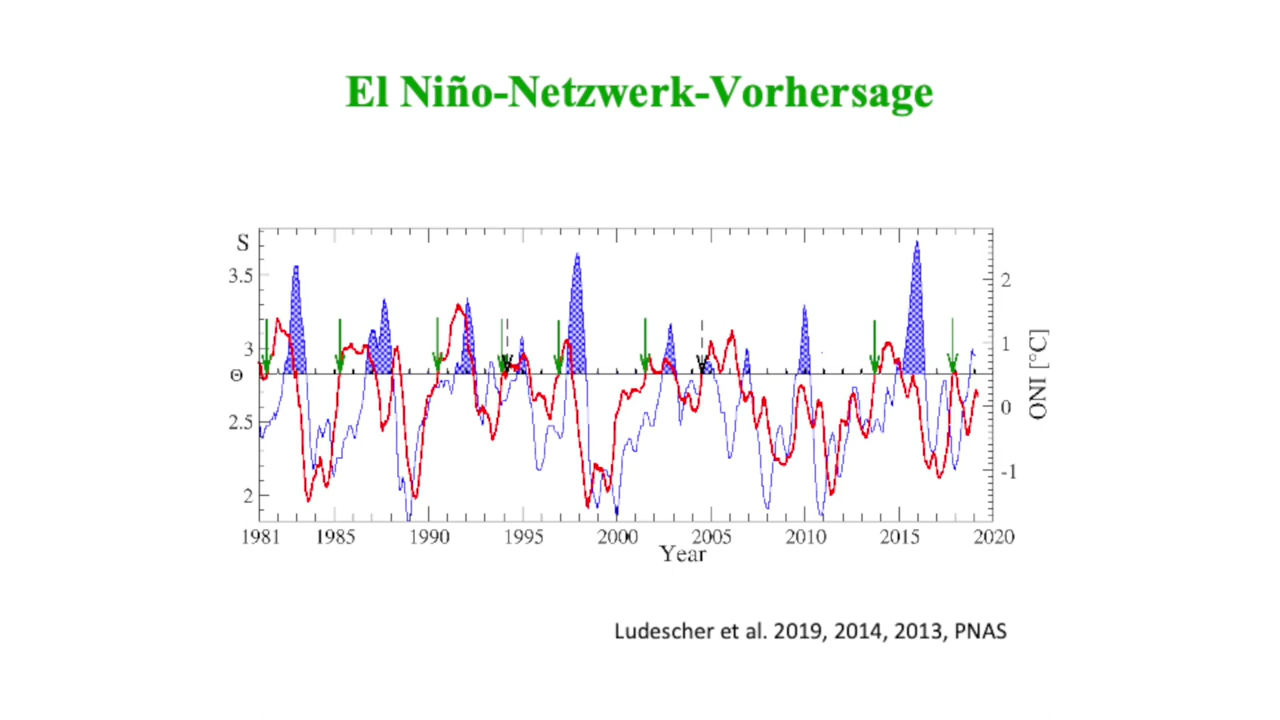 El Niño-Netzwerk-Vorhersage
S
3.5
3
Θ
2.5
2
2
1
0
-1
ONI [°C]
1981 1985 1990 1995 2000 2005 2010 2015 2020
Year
Ludescher et al. 2019, 2014, 2013, PNAS